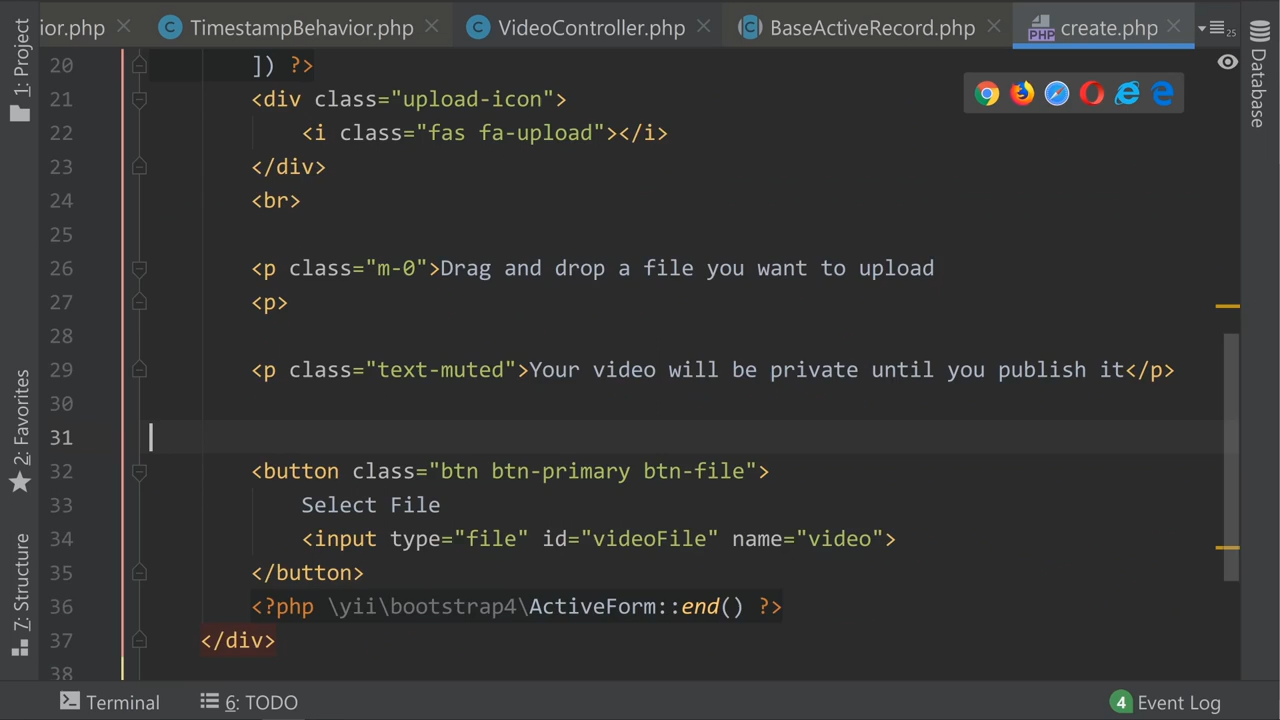 ior.php
TimestampBehavior.php
VideoController.php
BaseActiveRecord.php
create.php
25
1: Project
2: Favorites
7: Structure
Database
20 ]) ?>
21 <div class="upload-icon">
22 <i class="fas fa-upload"></i>
23 </div>
24 <br>
25
26 <p class="m-0">Drag and drop a file you want to upload
27 <p>
28
29 <p class="text-muted">Your video will be private until you publish it</p>
30
31
32 <button class="btn btn-primary btn-file">
33 Select File
34 <input type="file" id="videoFile" name="video">
35 </button>
36 <?php \yii\bootstrap4\ActiveForm::end() ?>
37 </div>
38
Terminal
6: TODO
4 Event Log